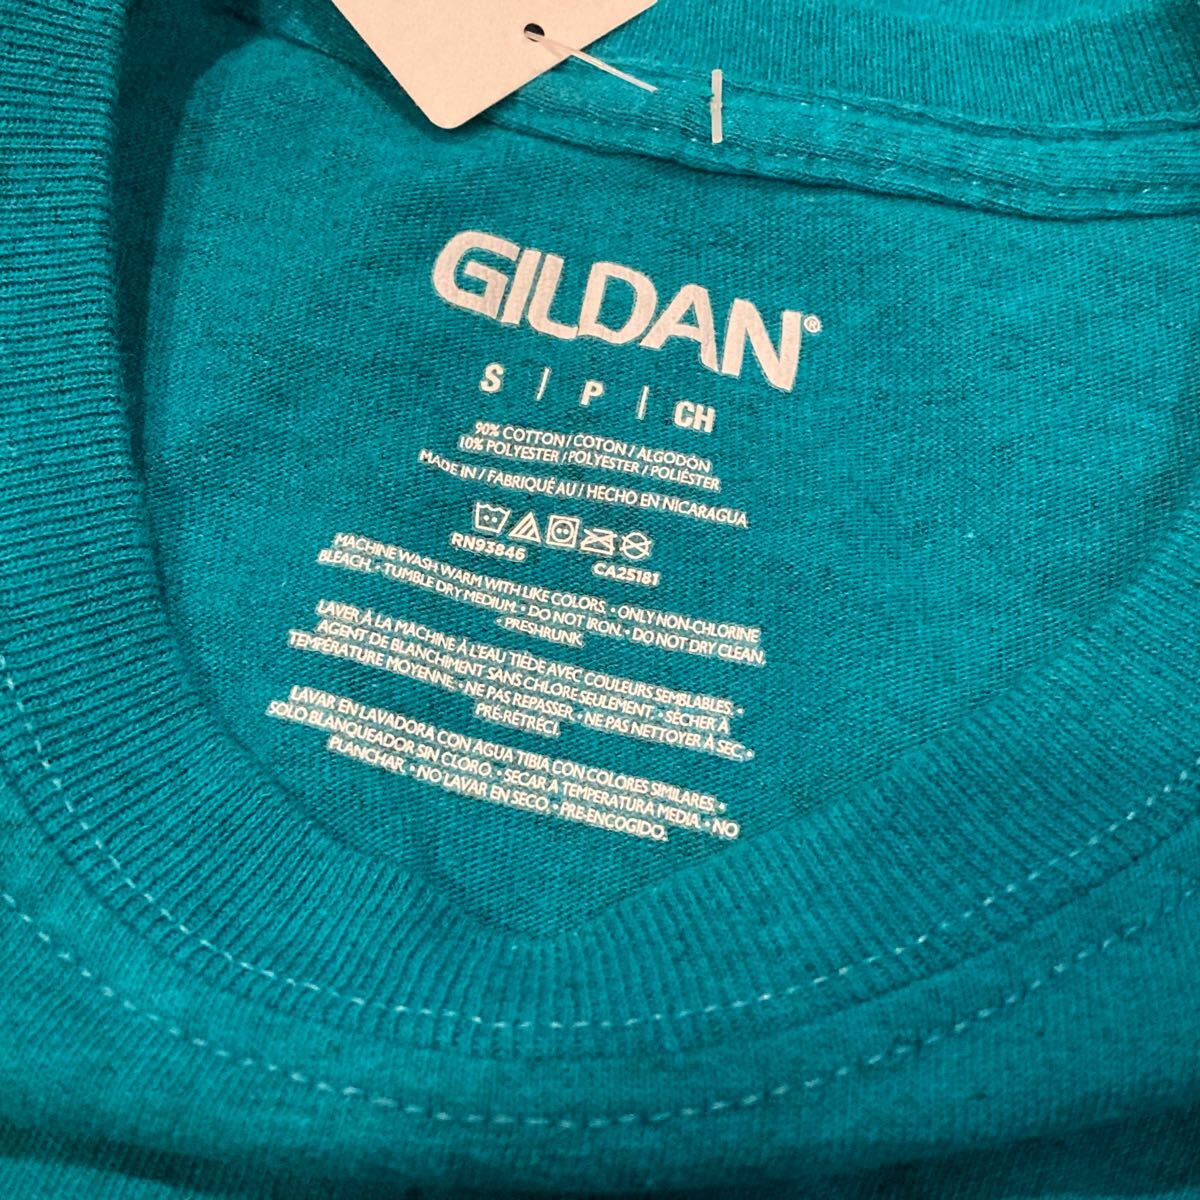 GILDAN®
S | P | CH
90% COTTON / COTON / ALGODÓN
10% POLYESTER / POLYESTER / POLIÉSTER
MADE IN / FABRIQUÉ AU / HECHO EN NICARAGUA
RN93846 CA25181
MACHINE WASH WARM WITH LIKE COLORS. • ONLY NON-CHLORINE
BLEACH. • TUMBLE DRY MEDIUM. • DO NOT IRON. • DO NOT DRY CLEAN.
• PRESHRUNK.
LAVER À LA MACHINE À L'EAU TIÈDE AVEC COULEURS SEMBLABLES. •
AGENT DE BLANCHIMENT SANS CHLORE SEULEMENT. • SÉCHER À
TEMPÉRATURE MOYENNE. • NE PAS REPASSER. • NE PAS NETTOYER À SEC. •
PRÉ-RÉTRÉCI.
LAVAR EN LAVADORA CON AGUA TIBIA CON COLORES SIMILARES. •
SOLO BLANQUEADOR SIN CLORO. • SECAR A TEMPERATURA MEDIA. • NO
PLANCHAR. • NO LAVAR EN SECO. • PRE-ENCOGIDO.